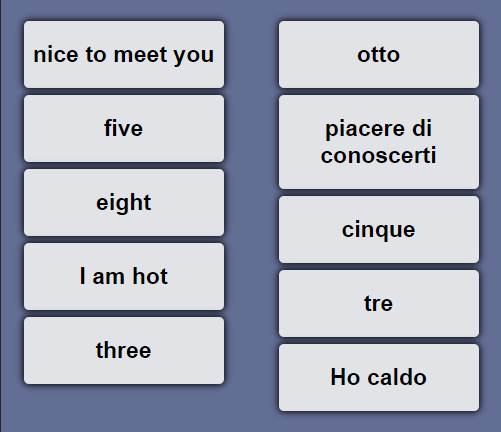 nice to meet you
five
eight
I am hot
three
otto
piacere di
conoscerti
cinque
tre
Ho caldo